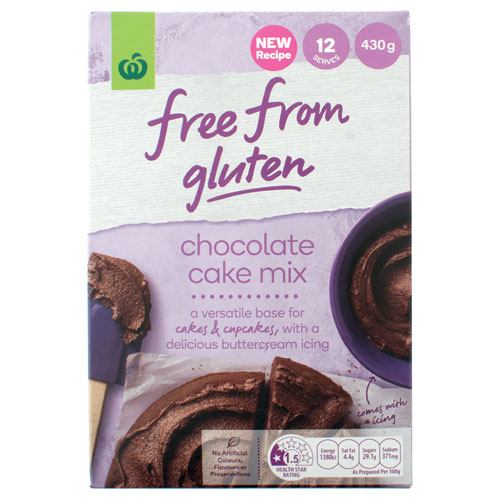 NEW
Recipe
12
SERVES
430g
free from
gluten
chocolate
cake mix
a versatile base for
cakes & cupcakes, with a
delicious buttercream icing
comes with
icing
No Artificial
Colours,
Flavours or
Preservatives
1.5
HEALTH STAR
RATING
Energy
1380kJ
Sat Fat
4.4g
Sugars
29.1g
Sodium
371mg
As Prepared Per 100g